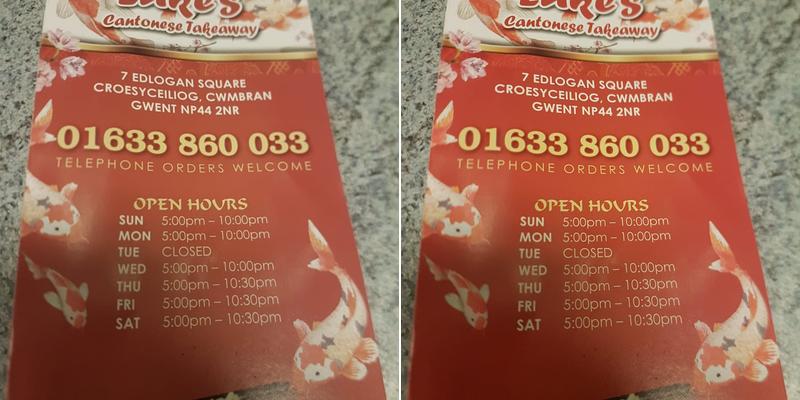 Cantonese Takeaway
7 EDLOGAN SQUARE
CROESYCEILIOG, CWMBRAN
GWENT NP44 2NR
01633 860 033
TELEPHONE ORDERS WELCOME
OPEN HOURS
SUN 5:00pm – 10:00pm
MON 5:00pm – 10:00pm
TUE CLOSED
WED 5:00pm – 10:00pm
THU 5:00pm – 10:30pm
FRI 5:00pm – 10:30pm
SAT 5:00pm – 10:30pm
Cantonese Takeaway
7 EDLOGAN SQUARE
CROESYCEILIOG, CWMBRAN
GWENT NP44 2NR
01633 860 033
TELEPHONE ORDERS WELCOME
OPEN HOURS
SUN 5:00pm – 10:00pm
MON 5:00pm – 10:00pm
TUE CLOSED
WED 5:00pm – 10:00pm
THU 5:00pm – 10:30pm
FRI 5:00pm – 10:30pm
SAT 5:00pm – 10:30pm